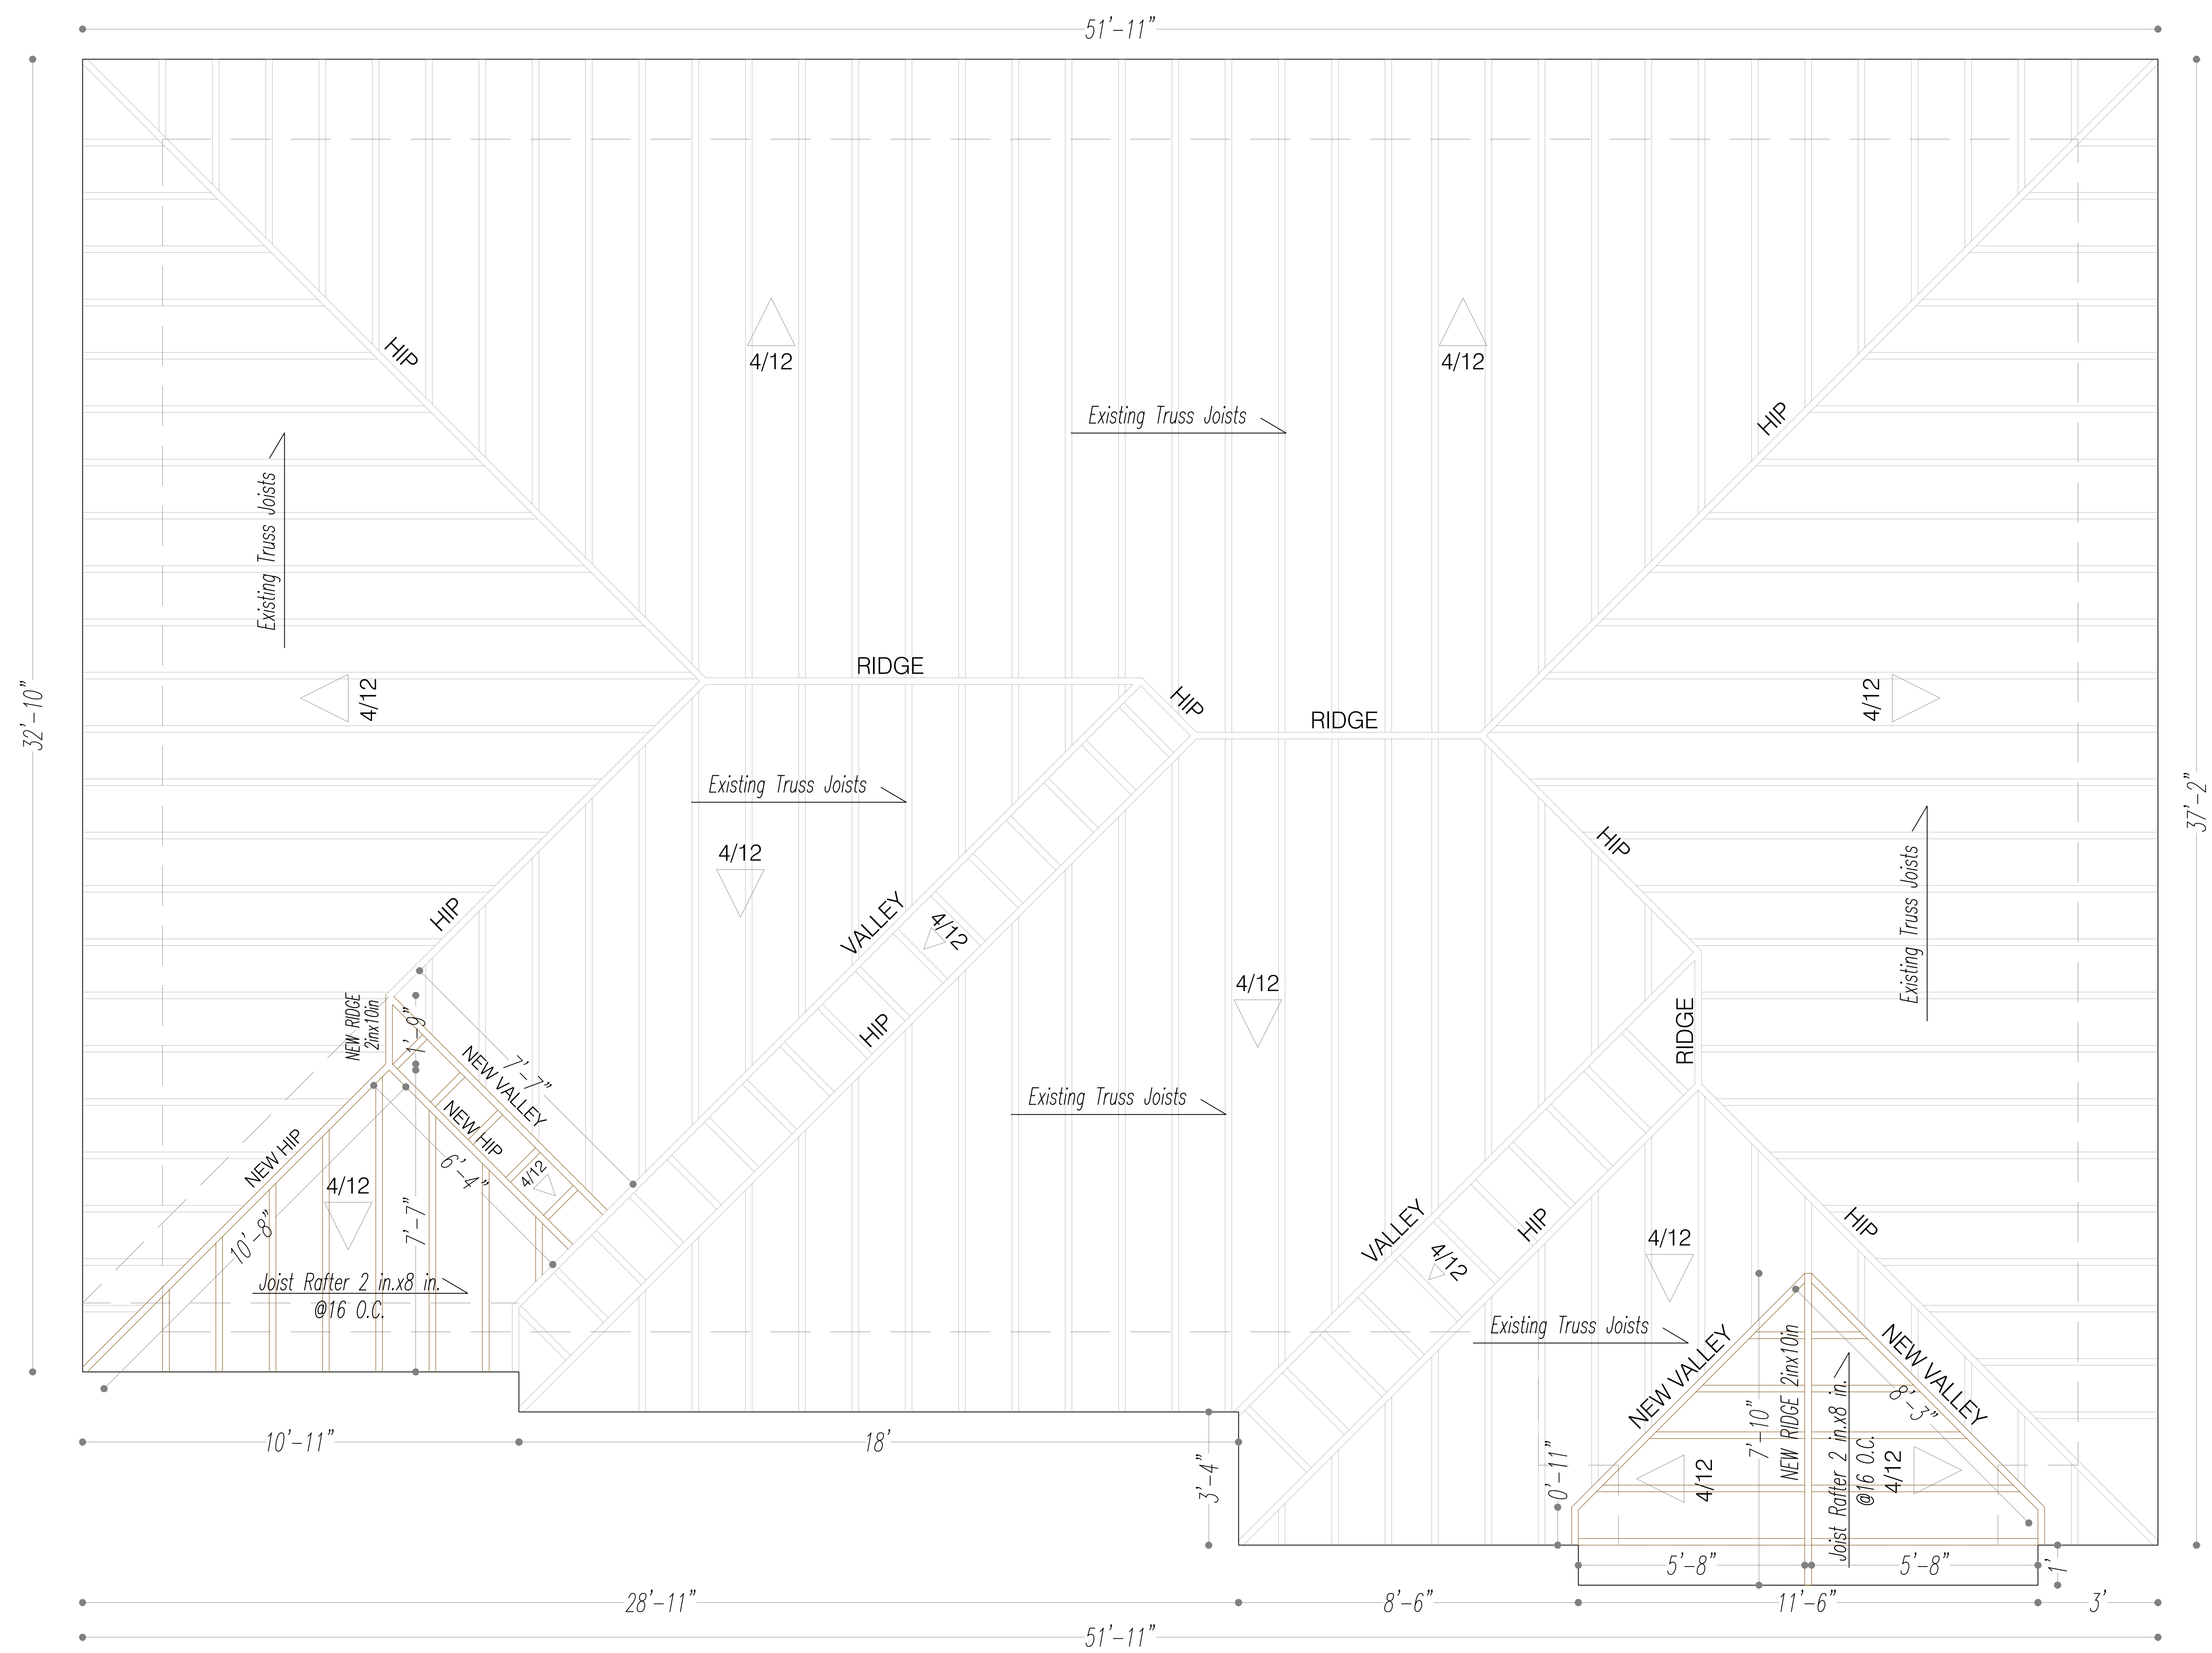 51'-11"
HIP
4/12
4/12
Existing Truss Joists
HIP
Existing Truss Joists
32'-10"
4/12
RIDGE
HIP
RIDGE
4/12
37'-2"
Existing Truss Joists
4/12
HIP
Existing Truss Joists
HIP
VALLEY
4/12
4/12
NEW RIDGE
2inx10in
1'-9"
HIP
RIDGE
7'-7"
NEW VALLEY
Existing Truss Joists
NEW HIP
NEW HIP
6'-4"
4/12
4/12
7'-7"
10'-8"
VALLEY
HIP
4/12
4/12
HIP
Joist Rafter 2 in.x8 in.
@16 O.C.
Existing Truss Joists
NEW VALLEY
NEW RIDGE 2inx10in
NEW VALLEY
7'-10"
8'-3"
Joist Rafter 2 in.x8 in.
@16 O.C.
4/12
4/12
10'-11"
18'
3'-4"
0'-11"
5'-8"
5'-8"
1'
28'-11"
8'-6"
11'-6"
3'
51'-11"